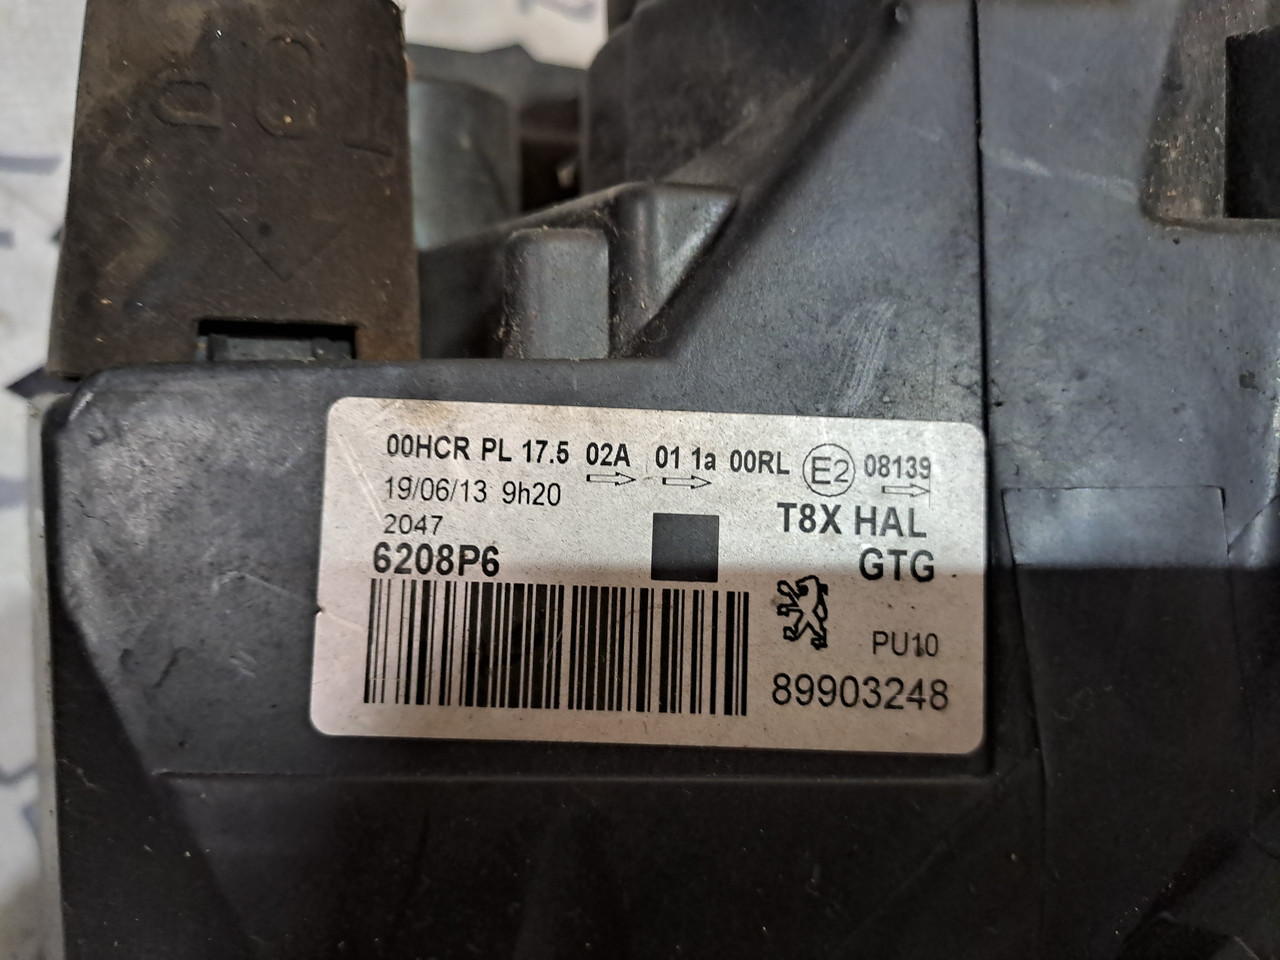 TOP
00HCR PL 17.5 02A 01 1a 00RL E2 08139
19/06/13 9h20
2047
T8X HAL
6208P6
GTG
PU10
89903248